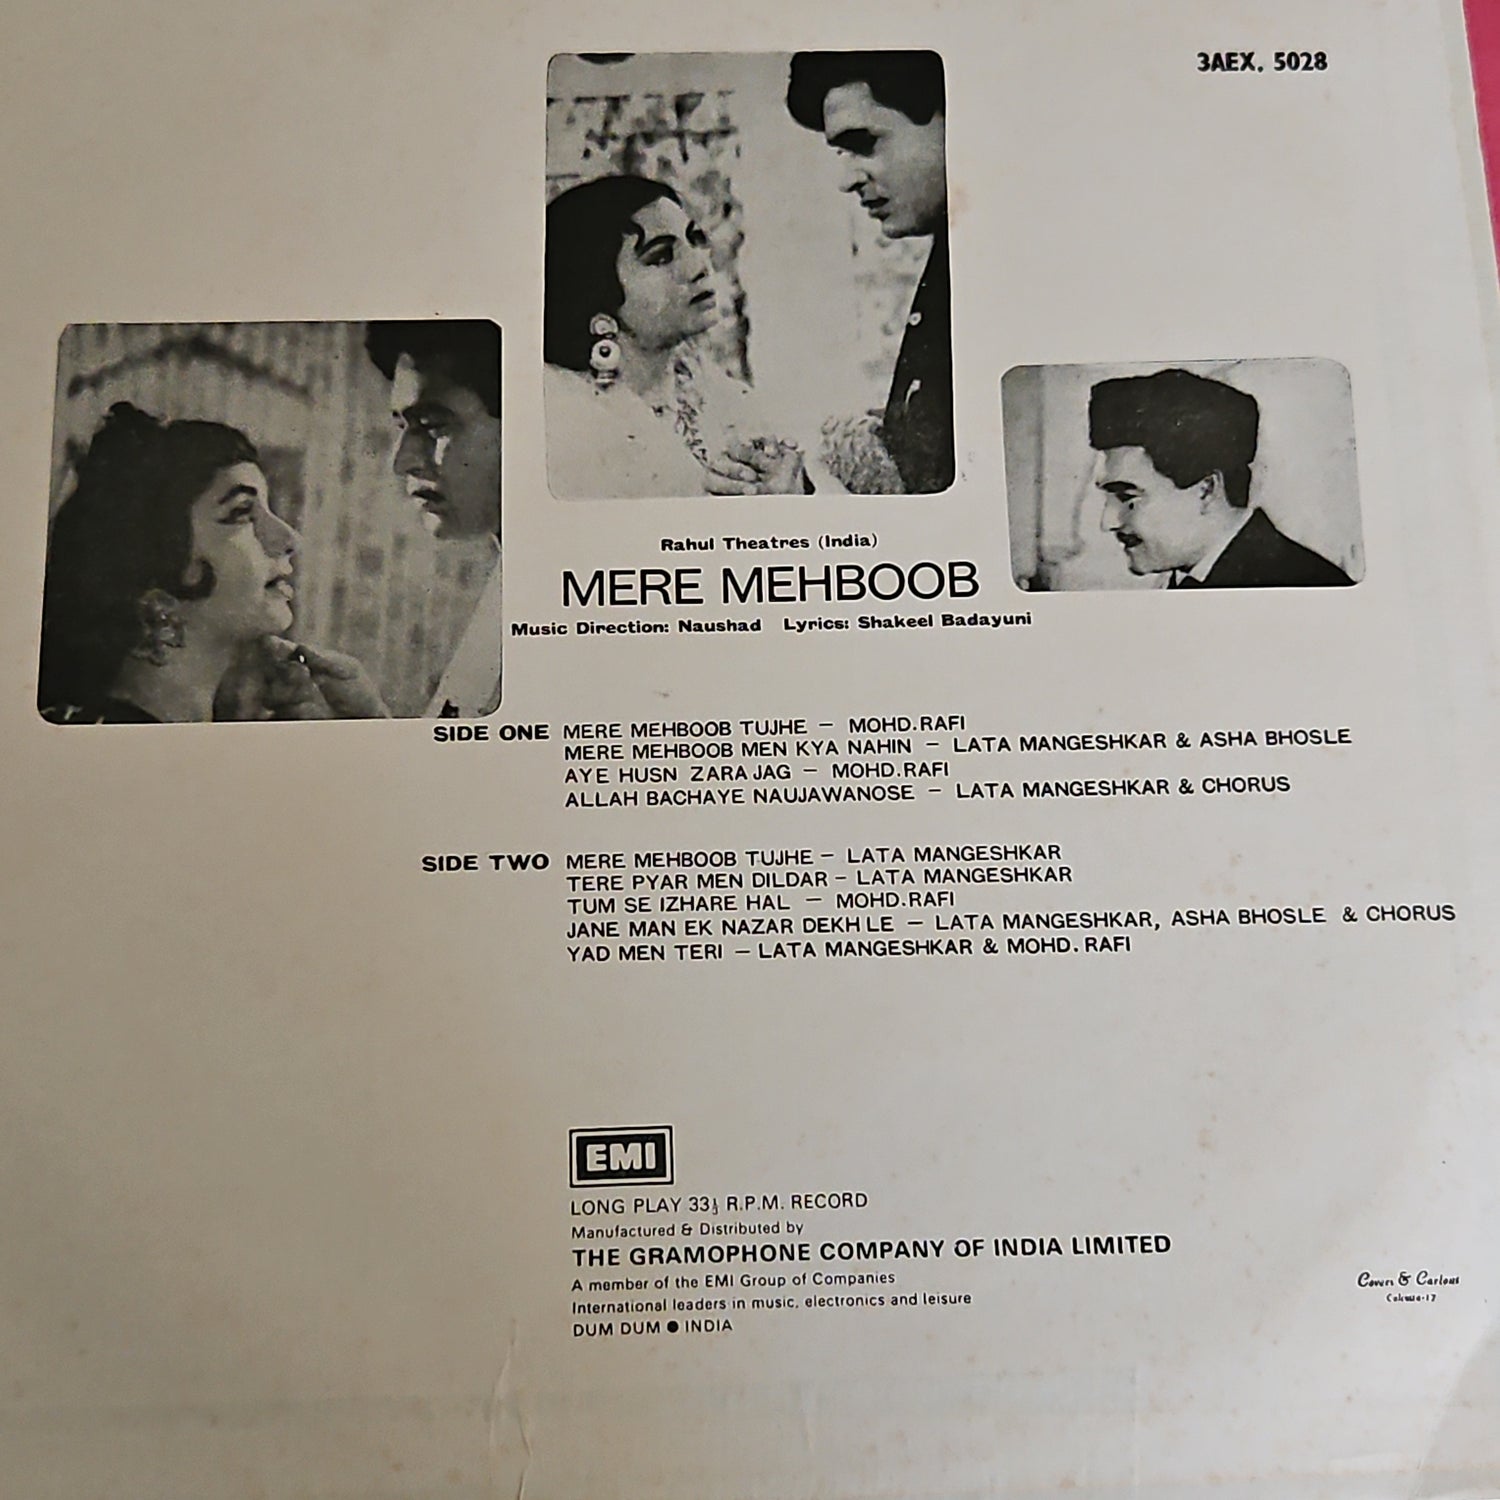 3AEX. 5028
Rahul Theatres (India)
MERE MEHBOOB
Music Direction: Naushad Lyrics: Shakeel Badayuni
SIDE ONE MERE MEHBOOB TUJHE — MOHD.RAFI
MERE MEHBOOB MEN KYA NAHIN — LATA MANGESHKAR & ASHA BHOSLE
AYE HUSN ZARA JAG — MOHD.RAFI
ALLAH BACHAYE NAUJAWANOSE — LATA MANGESHKAR & CHORUS
SIDE TWO MERE MEHBOOB TUJHE — LATA MANGESHKAR
TERE PYAR MEN DILDAR — LATA MANGESHKAR
TUM SE IZHARE HAL — MOHD.RAFI
JANE MAN EK NAZAR DEKH LE — LATA MANGESHKAR, ASHA BHOSLE & CHORUS
YAD MEN TERI — LATA MANGESHKAR & MOHD. RAFI
EMI
LONG PLAY 33⅓ R.P.M. RECORD
Manufactured & Distributed by
THE GRAMOPHONE COMPANY OF INDIA LIMITED
A member of the EMI Group of Companies
International leaders in music, electronics and leisure
DUM DUM ● INDIA
&